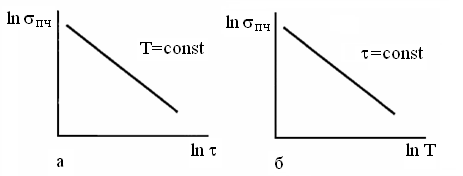 ln σпч
T=const
ln τ
а
ln σпч
τ=const
ln T
б